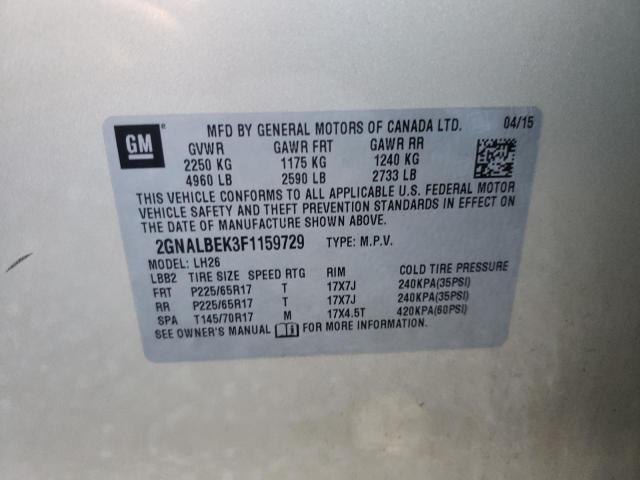 GM ® MFD BY GENERAL MOTORS OF CANADA LTD. 04/15
GVWR GAWR FRT GAWR RR
2250 KG 1175 KG 1240 KG
4960 LB 2590 LB 2733 LB
THIS VEHICLE CONFORMS TO ALL APPLICABLE U.S. FEDERAL MOTOR
VEHICLE SAFETY AND THEFT PREVENTION STANDARDS IN EFFECT ON
THE DATE OF MANUFACTURE SHOWN ABOVE.
2GNALBEK3F1159729 TYPE: M.P.V.
MODEL: LH26
LBB2 TIRE SIZE SPEED RTG RIM COLD TIRE PRESSURE
FRT P225/65R17 T 17X7J 240KPA(35PSI)
RR P225/65R17 T 17X7J 240KPA(35PSI)
SPA T145/70R17 M 17X4.5T 420KPA(60PSI)
SEE OWNER'S MANUAL FOR MORE INFORMATION.